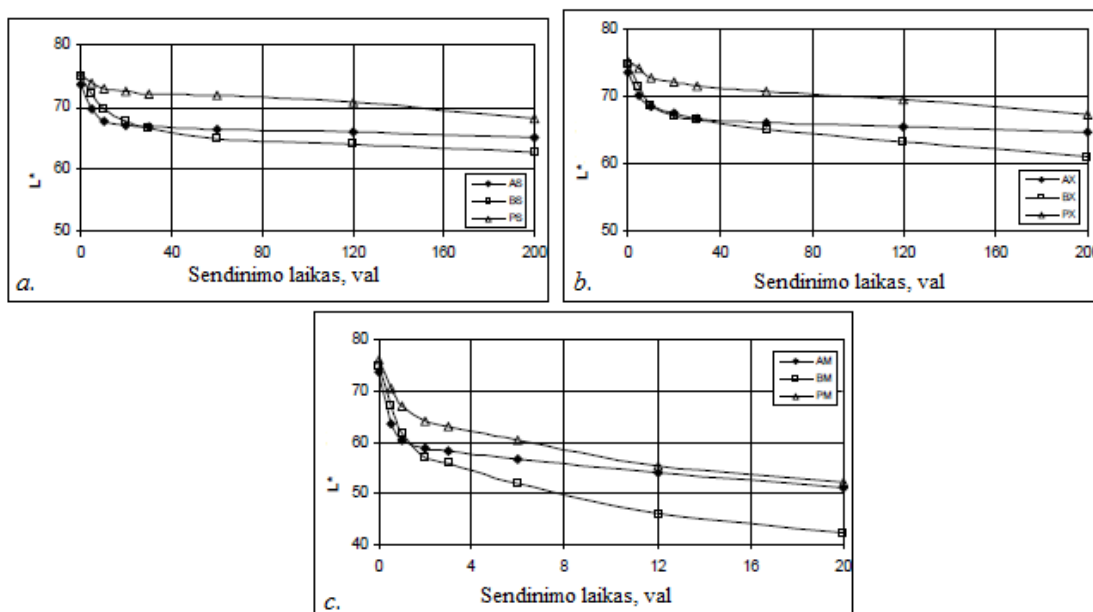 80
70
60
50
L*
AS
BS
PS
0 40 80 120 160 200
Sendinimo laikas, val
a.
80
70
60
50
L*
AX
BX
PX
0 40 80 120 160 200
Sendinimo laikas, val
b.
80
70
60
50
40
L*
AM
BM
PM
0 4 8 12 16 20
Sendinimo laikas, val
c.